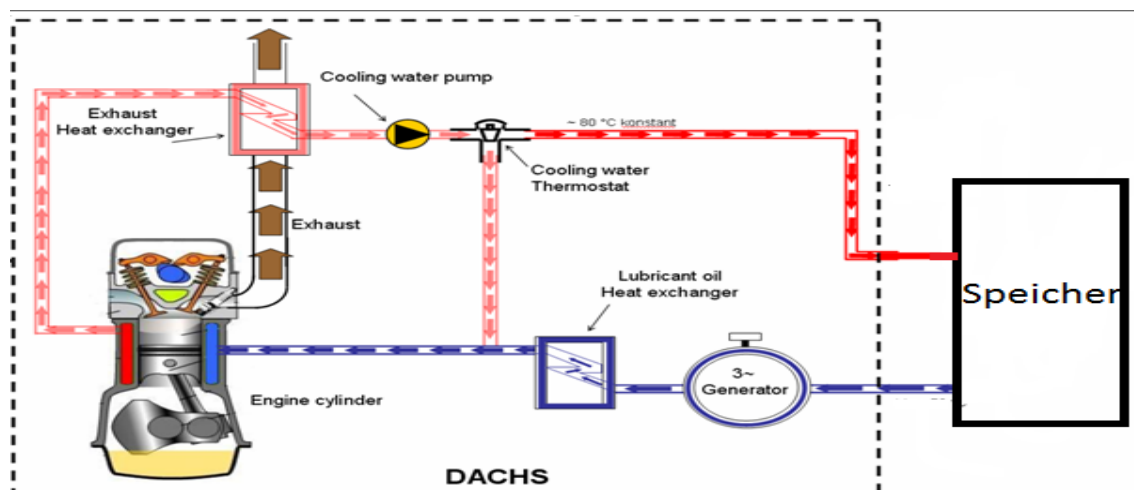 Cooling water pump
Exhaust
Heat exchanger
~ 80 °C konstant
Cooling water
Thermostat
Exhaust
Lubricant oil
Heat exchanger
Speicher
3~
Generator
Engine cylinder
DACHS